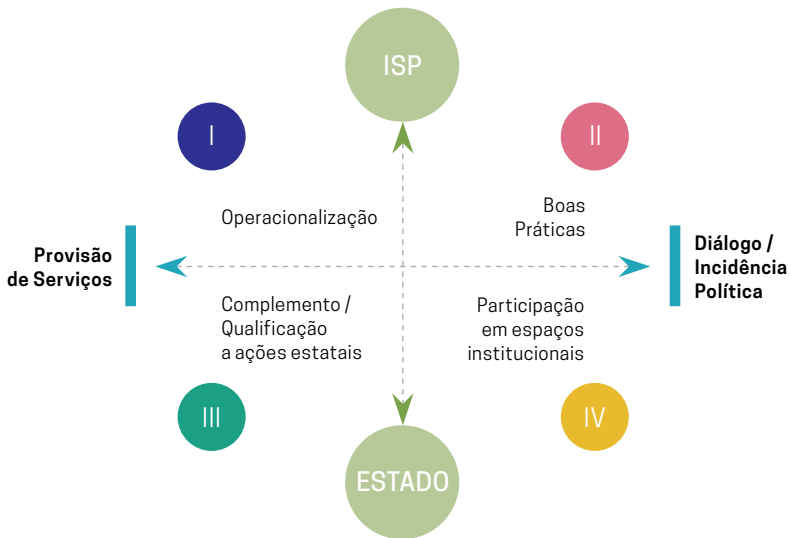 ISP
I
II
Operacionalização
Boas
Práticas
Provisão
de Serviços
Diálogo /
Incidência
Política
Complemento /
Qualificação
a ações estatais
Participação
em espaços
institucionais
III
IV
ESTADO